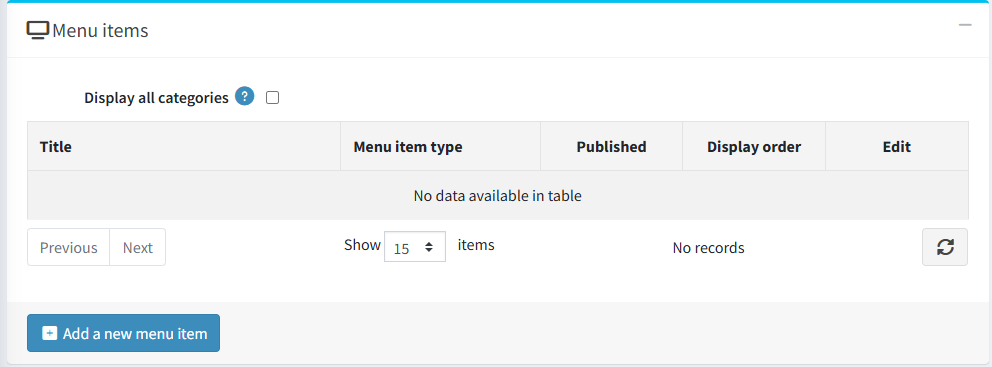 Menu items
Display all categories ?
Title Menu item type Published Display order Edit
No data available in table
Previous Next Show 15 items No records
Add a new menu item